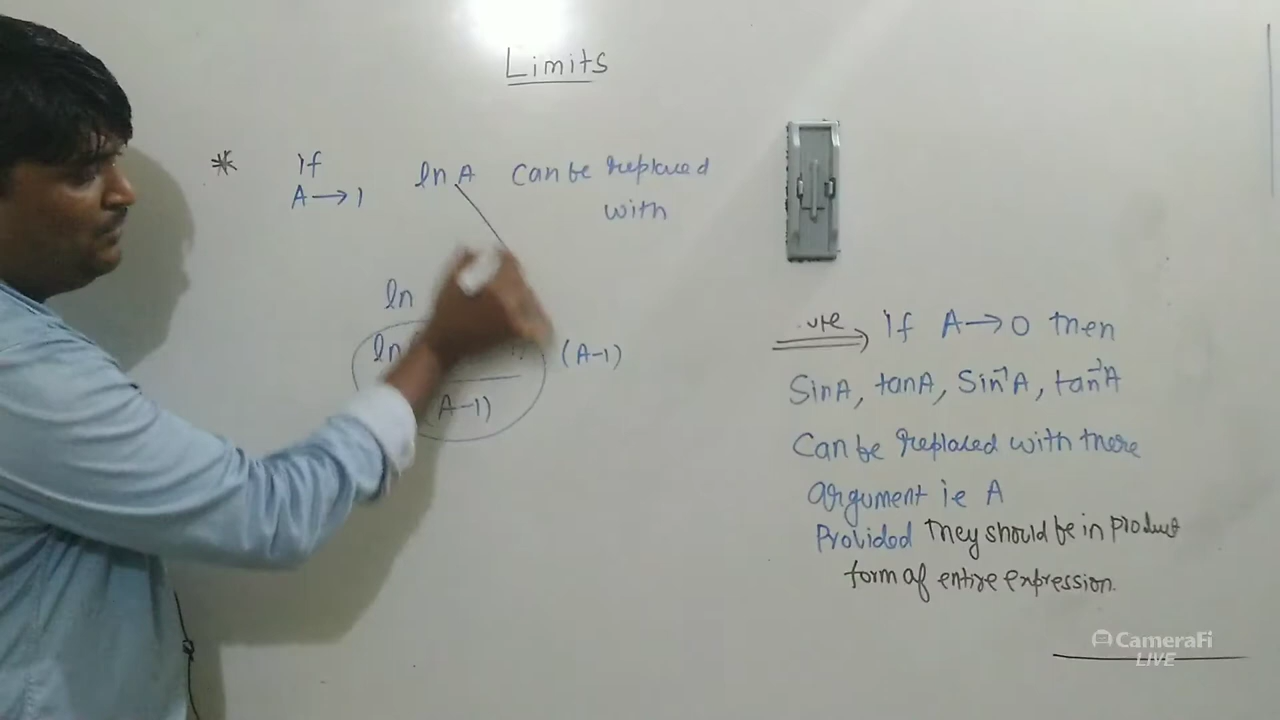 Limits
* If
A→1 ln A Can be replaced
with
ln
ln (A-1)
A-1)
use If A→0 then
SinA, tanA, Sin⁻¹A, tan⁻¹A
Can be replaced with there
argument ie A
Provided They should be in product
form of entire expression.
CameraFi
LIVE